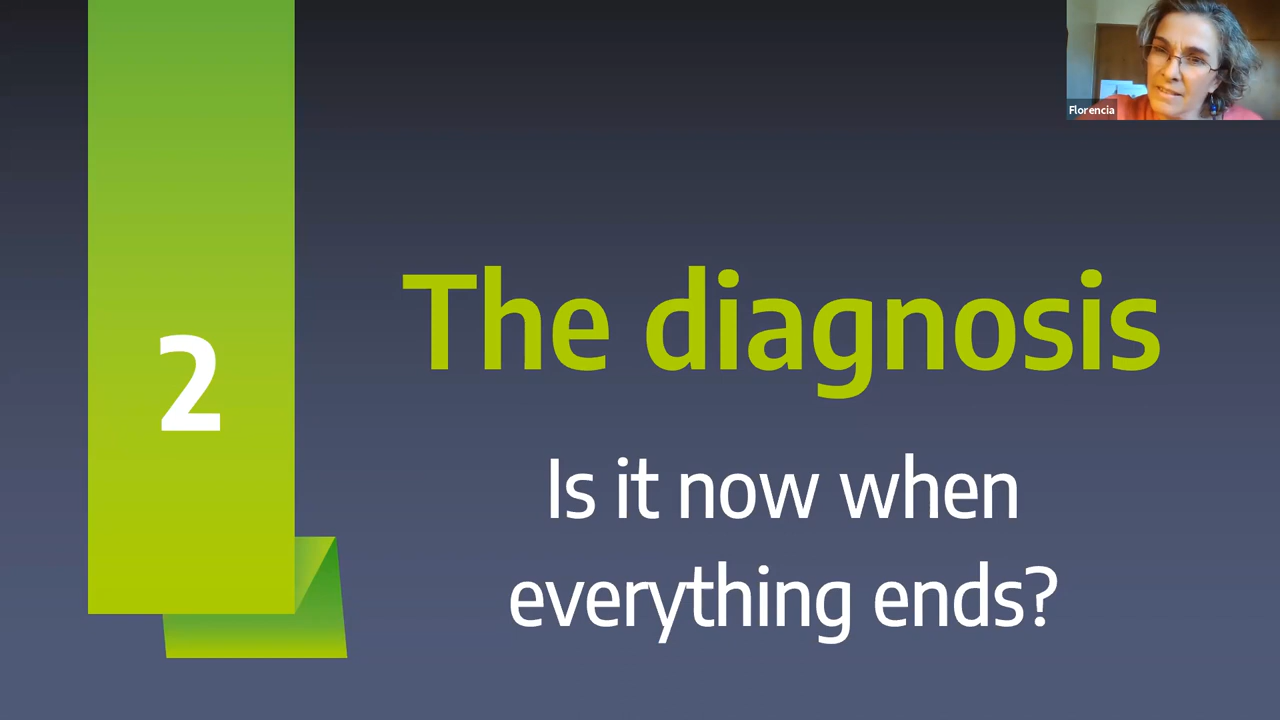 Florencia
2
The diagnosis
Is it now when
everything ends?